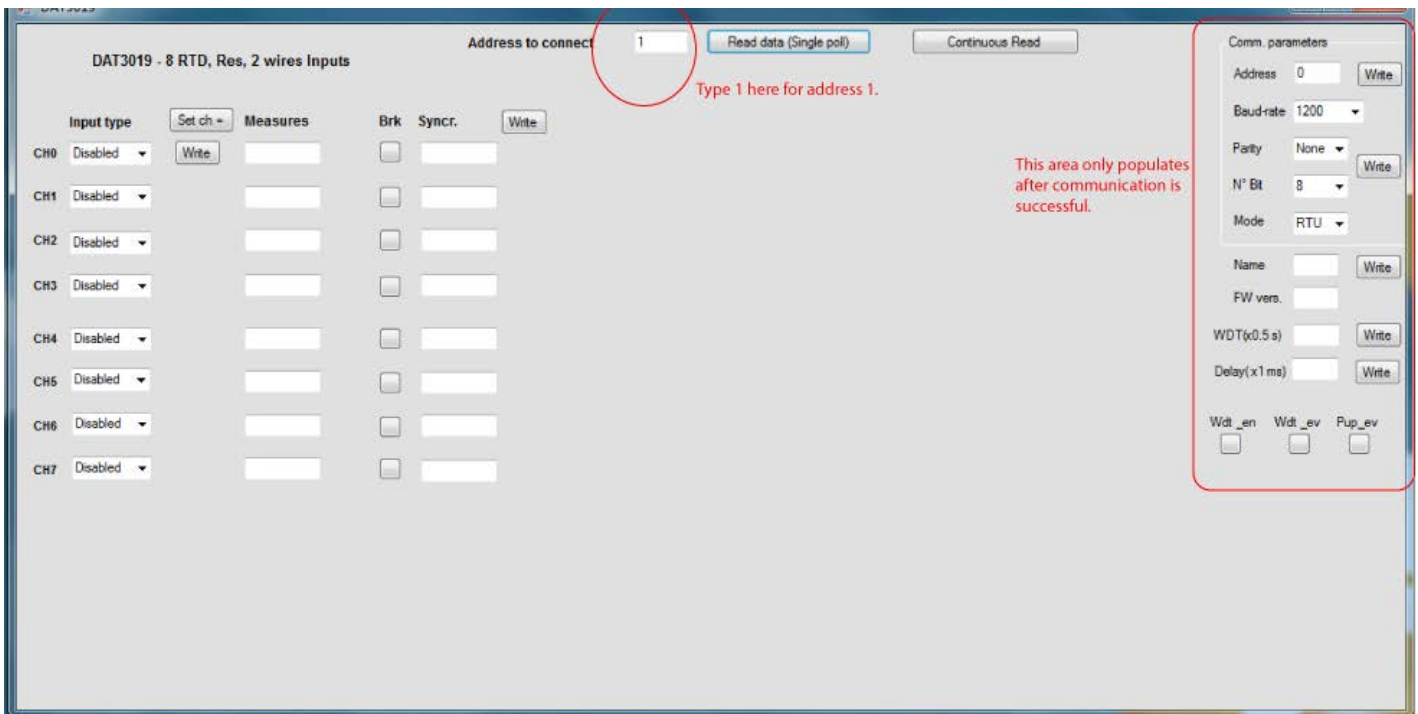 DAT3019
Address to connect 1 Read data (Single poll) Continuous Read
DAT3019 - 8 RTD, Res, 2 wires Inputs
Type 1 here for address 1.
Input type Set ch = Measures Brk Syncr. Write
CH0 Disabled Write
CH1 Disabled
CH2 Disabled
CH3 Disabled
CH4 Disabled
CH5 Disabled
CH6 Disabled
CH7 Disabled
This area only populates
after communication is
successful.
Comm. parameters
Address 0 Write
Baud-rate 1200
Parity None
Write
N° Bit 8
Mode RTU
Name Write
FW vers.
WDT(x0.5 s) Write
Delay(x1 ms) Write
Wdt _en Wdt _ev Pup_ev